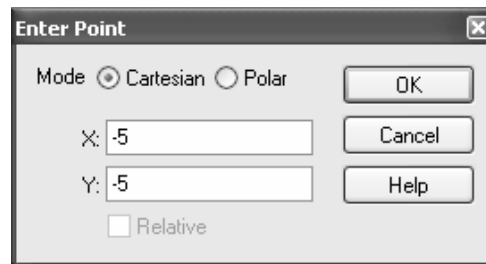 Enter Point
Mode Cartesian Polar OK
X: -5 Cancel
Y: -5 Help
Relative